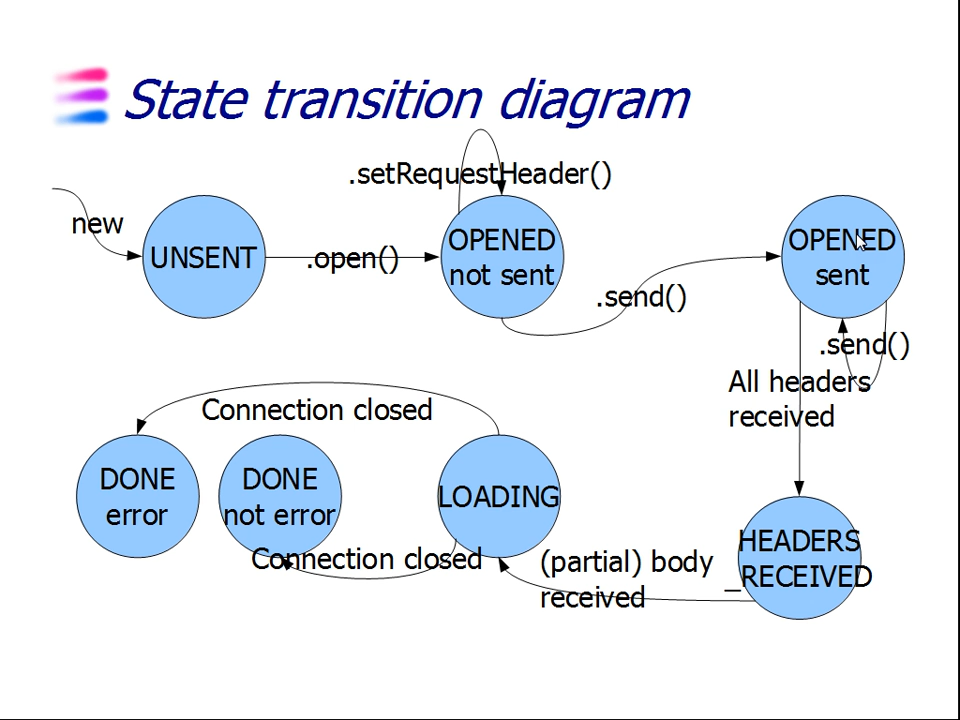 State transition diagram
.setRequestHeader()
new
UNSENT
.open()
OPENED
not sent
.send()
OPENED
sent
.send()
All headers
received
Connection closed
DONE
error
DONE
not error
LOADING
Connection closed
(partial) body
received
HEADERS
_RECEIVED